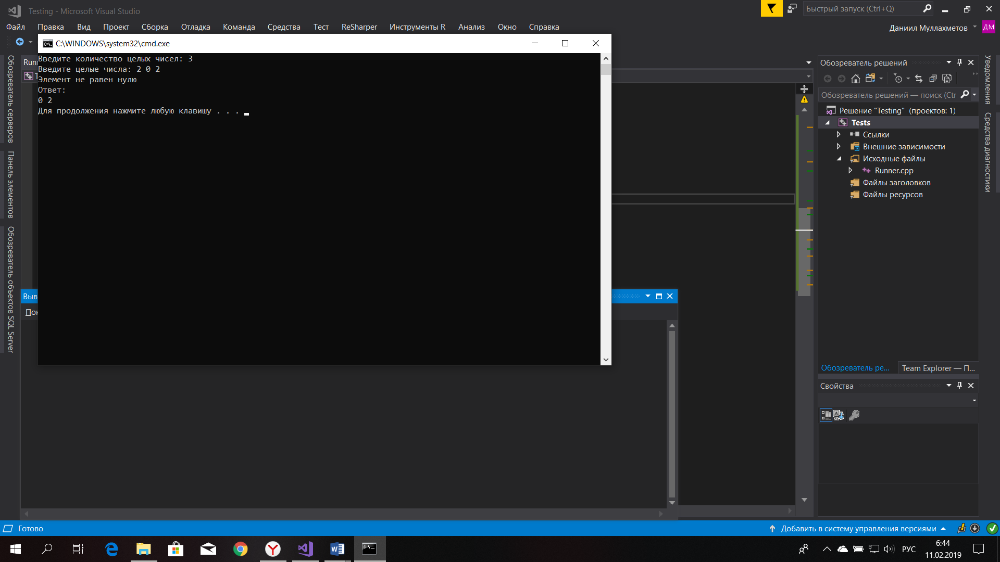 Testing - Microsoft Visual Studio
Быстрый запуск (Ctrl+Q)
Файл Правка Вид Проект Сборка Отладка Команда Средства Тест ReSharper Инструменты R Анализ Окно Справка
Даниил Муллахметов ДМ
C:\WINDOWS\system32\cmd.exe
Введите количество целых чисел: 3
Введите целые числа: 2 0 2
Элемент не равен нулю
Ответ:
0 2
Для продолжения нажмите любую клавишу . . .
Обозреватель серверов
Панель элементов
Обозреватель объектов SQL Server
Обозреватель решений
Обозреватель решений — поиск (Ctr
Решение "Testing" (проектов: 1)
Tests
Ссылки
Внешние зависимости
Исходные файлы
Runner.cpp
Файлы заголовков
Файлы ресурсов
Обозреватель ре...
Team Explorer — П...
Свойства
Уведомления
Средства диагностики
Готово
Добавить в систему управления версиями
РУС
6:44
11.02.2019